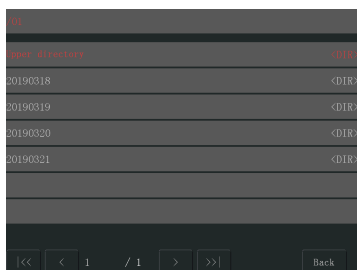 upper directory <DIR>
20190318 <DIR>
20190319 <DIR>
20190320 <DIR>
20190321 <DIR>
|<< < 1 / 1 > >>| Back